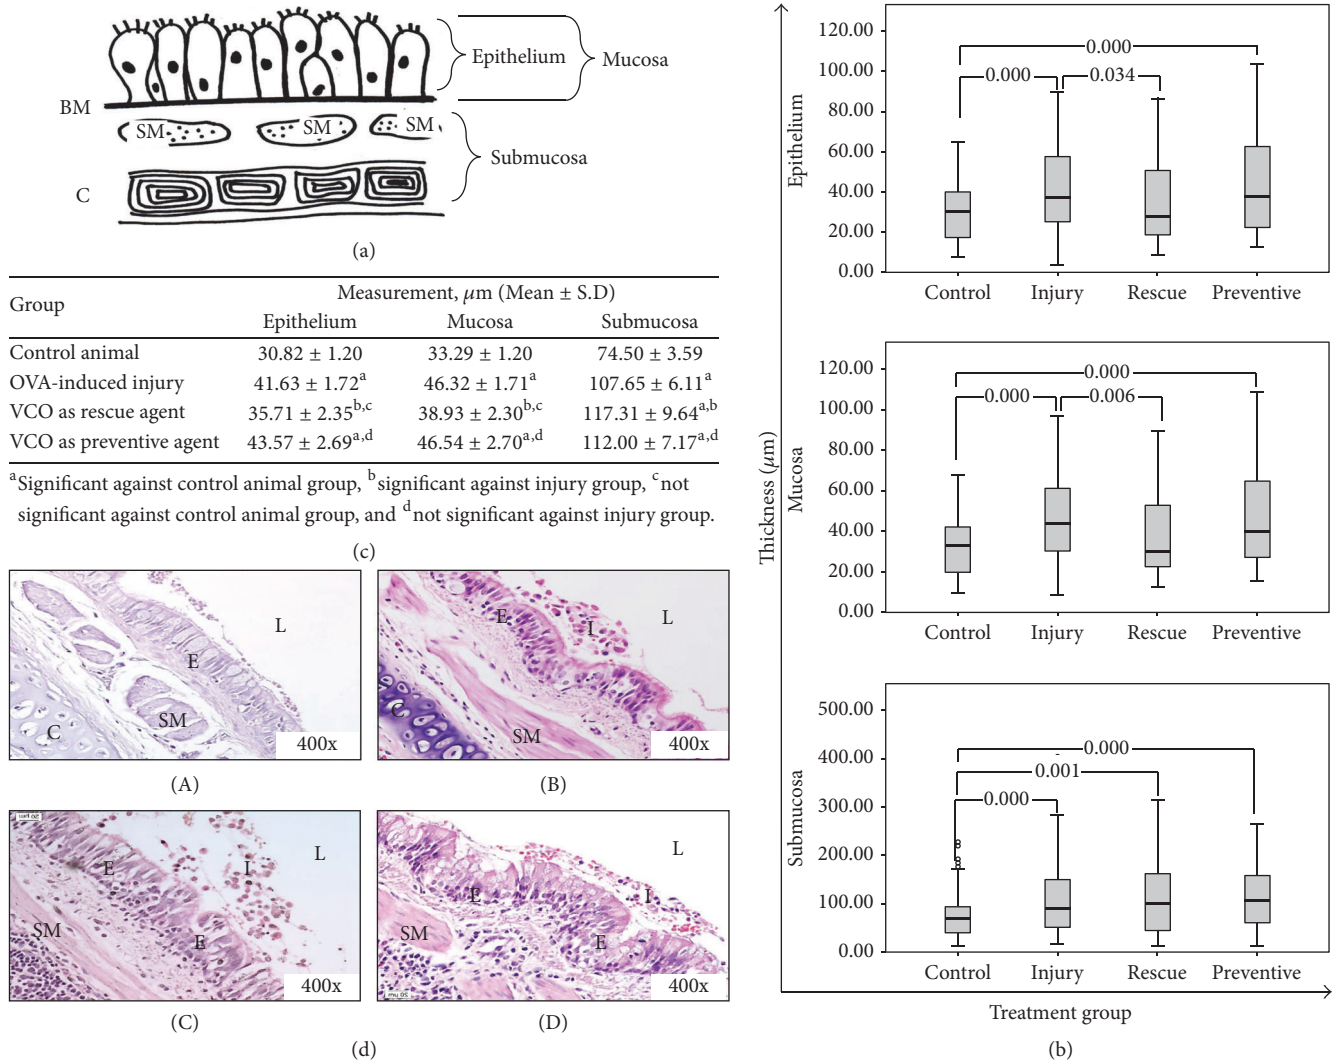 Epithelium
Mucosa
BM
SM
SM
SM
Submucosa
C
(a)
Group
Measurement, μm (Mean ± S.D)
Epithelium Mucosa Submucosa
Control animal 30.82 ± 1.20 33.29 ± 1.20 74.50 ± 3.59
OVA-induced injury 41.63 ± 1.72a 46.32 ± 1.71a 107.65 ± 6.11a
VCO as rescue agent 35.71 ± 2.35b,c 38.93 ± 2.30b,c 117.31 ± 9.64a,b
VCO as preventive agent 43.57 ± 2.69a,d 46.54 ± 2.70a,d 112.00 ± 7.17a,d
aSignificant against control animal group, bsignificant against injury group, cnot
significant against control animal group, and dnot significant against injury group.
(c)
L
E
SM
C
400x
(A)
E
I
L
C
SM
400x
(B)
20 μm
L
E
I
SM
E
400x
(C)
L
E
I
SM
E
20 μm
400x
(D)
(d)
Thickness (μm)
Epithelium
120.00
100.00
80.00
60.00
40.00
20.00
0.00
0.000
0.000
0.034
Control Injury Rescue Preventive
Mucosa
120.00
100.00
80.00
60.00
40.00
20.00
0.00
0.000
0.000
0.006
Control Injury Rescue Preventive
Submucosa
500.00
400.00
300.00
200.00
100.00
0.00
0.000
0.001
0.000
Control Injury Rescue Preventive
Treatment group
(b)